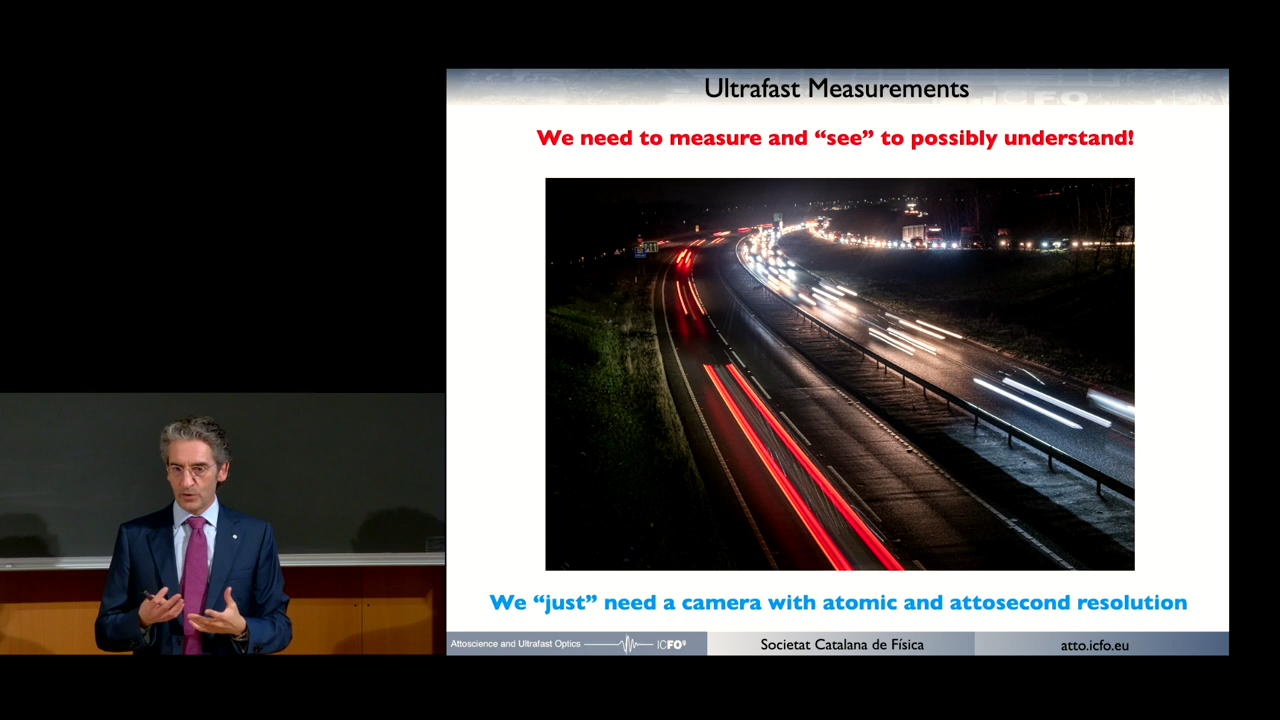 Ultrafast Measurements
We need to measure and “see” to possibly understand!
We “just” need a camera with atomic and attosecond resolution
Attoscience and Ultrafast Optics
ICFO
Societat Catalana de Física
atto.icfo.eu